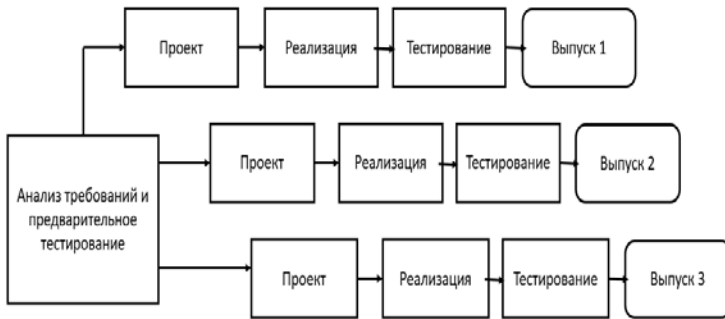 Проект
Реализация
Тестирование
Выпуск 1
Проект
Реализация
Тестирование
Выпуск 2
Анализ требований и
предварительное
тестирование
Проект
Реализация
Тестирование
Выпуск 3